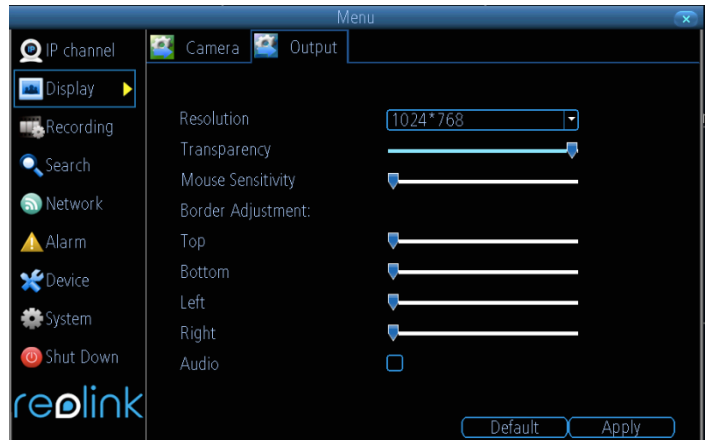 Menu
IP channel
Display
Recording
Search
Network
Alarm
Device
System
Shut Down
reolink
Camera
Output
Resolution
1024*768
Transparency
Mouse Sensitivity
Border Adjustment:
Top
Bottom
Left
Right
Audio
Default
Apply